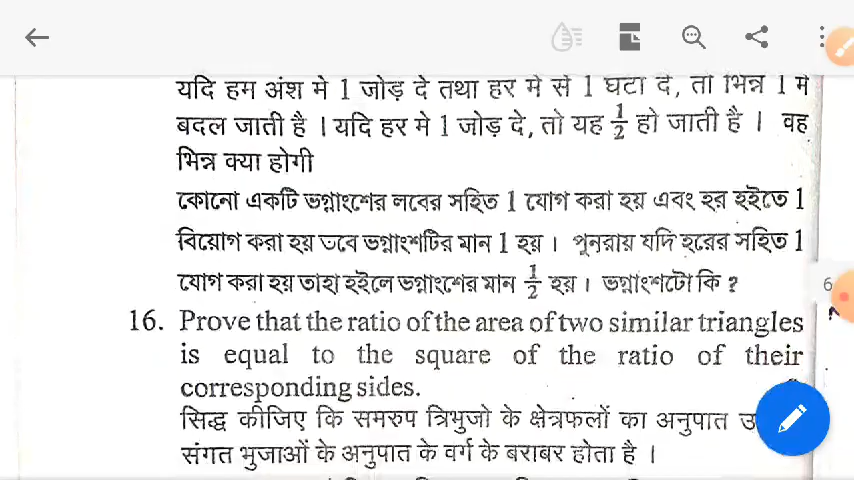 यदि हम अंश मे 1 जोड़ दे तथा हर मे से 1 घटा दे, तो भिन्न 1 मे
बदल जाती है । यदि हर मे 1 जोड़ दे, तो यह 1/2 हो जाती है । वह
भिन्न क्या होगी
কোনো একটি ভগ্নাংশের লবের সহিত 1 যোগ করা হয় এবং হর হইতে 1
বিয়োগ করা হয় তবে ভগ্নাংশটির মান 1 হয়। পুনরায় যদি হরের সহিত 1
যোগ করা হয় তাহা হইলে ভগ্নাংশের মান 1/2 হয়। ভগ্নাংশটো কি ?
6
16. Prove that the ratio of the area of two similar triangles
is equal to the square of the ratio of their
corresponding sides.
सिद्ध कीजिए कि समरुप त्रिभुजो के क्षेत्रफलों का अनुपात
संगत भुजाओं के अनुपात के वर्ग के बराबर होता है ।